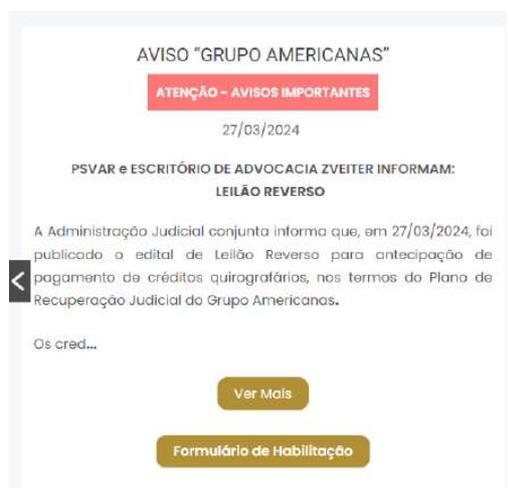 AVISO “GRUPO AMERICANAS”
ATENÇÃO - AVISOS IMPORTANTES
27/03/2024
PSVAR e ESCRITÓRIO DE ADVOCACIA ZVEITER INFORMAM:
LEILÃO REVERSO
A Administração Judicial conjunta informa que, em 27/03/2024, foi
publicado o edital de Leilão Reverso para antecipação de
pagamento de créditos quirografários, nos termos do Plano de
Recuperação Judicial do Grupo Americanas.
Os cred...
Ver Mais
Formulário de Habilitação